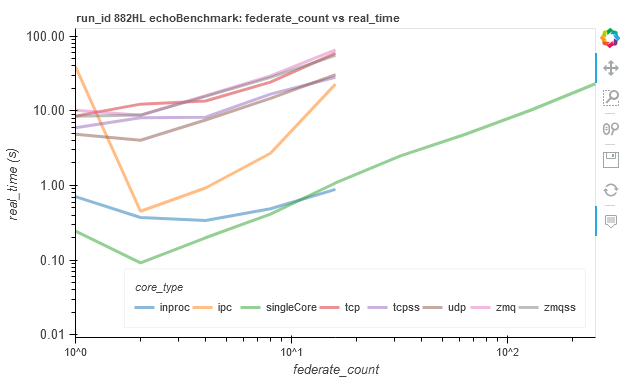 run_id 882HL echoBenchmark: federate_count vs real_time
100.00
10.00
1.00
0.10
0.01
real_time (s)
core_type
inproc ipc singleCore tcp tcpss udp zmq zmqss
10^0 10^1 10^2
federate_count